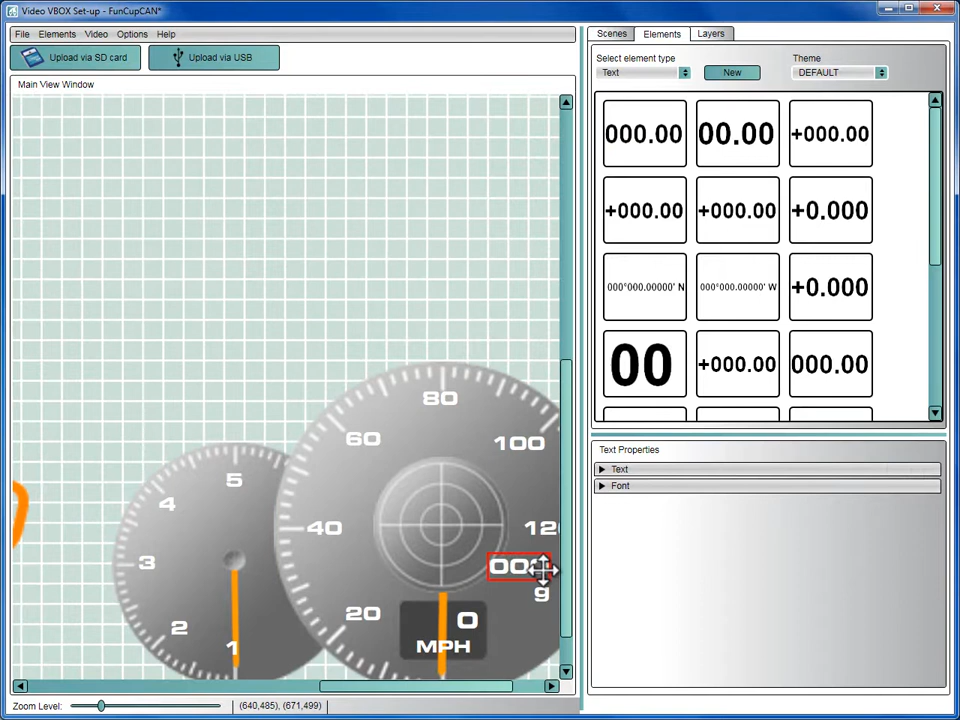 Video VBOX Set-up - FunCupCAN*
File Elements Video Options Help
Upload via SD card Upload via USB
Main View Window
Scenes Elements Layers
Select element type Theme
Text New DEFAULT
000.00 00.00 +000.00
+000.00 +000.00 +0.000
000°000.00000' N 000°000.00000' W +0.000
00 +000.00 000.00
Text Properties
Text
Font
80
60 100
5
4
40
3
20
0
2
MPH
1
g
Zoom Level: (640,485), (671,499)